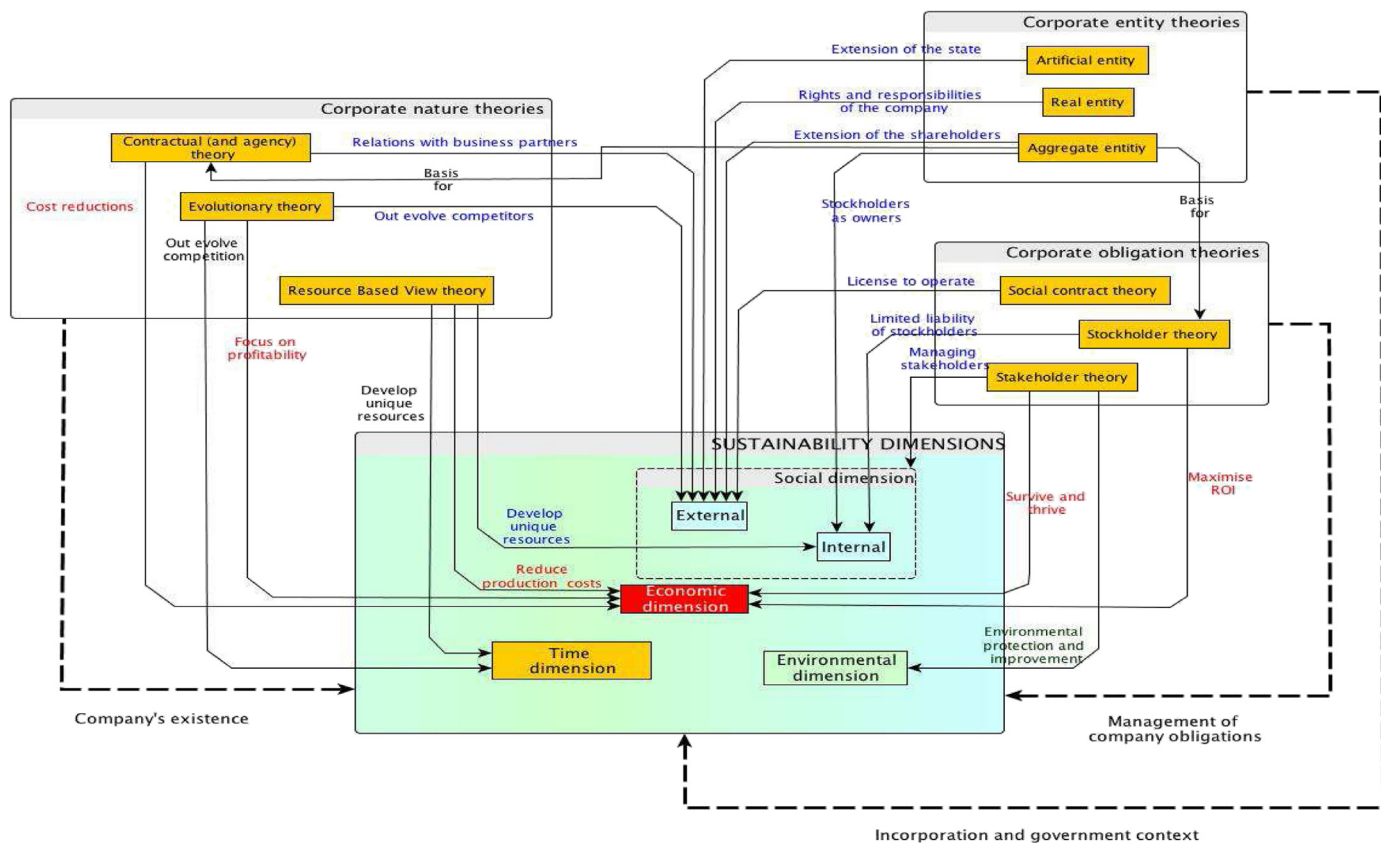 Corporate entity theories
Extension of the state
Artificial entity
Rights and responsibilities
of the company
Real entity
Extension of the shareholders
Aggregate entitiy
Stockholders
as owners
Basis
for
Corporate nature theories
Contractual (and agency)
theory
Relations with business partners
Basis
for
Cost reductions
Evolutionary theory
Out evolve competitors
Out evolve
competition
Resource Based View theory
Focus on
profitability
Develop
unique
resources
Corporate obligation theories
License to operate
Social contract theory
Limited liability
of stockholders
Stockholder theory
Managing
stakeholders
Stakeholder theory
SUSTAINABILITY DIMENSIONS
Social dimension
External
Internal
Develop
unique
resources
Survive and
thrive
Maximise
ROI
Reduce
production costs
Economic
dimension
Time
dimension
Environmental
dimension
Environmental
protection and
improvement
Company's existence
Management of
company obligations
Incorporation and government context